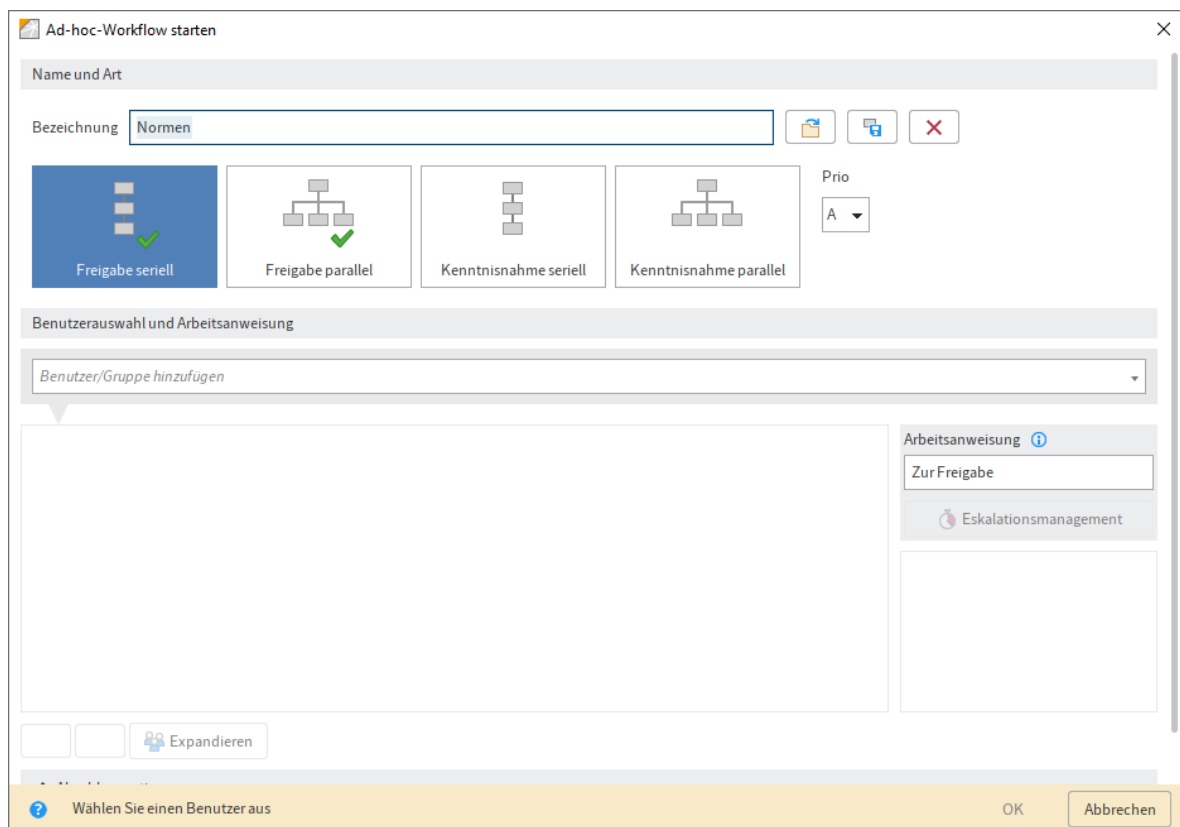 Ad-hoc-Workflow starten
Name und Art
Bezeichnung Normen
Prio
A
Freigabe seriell Freigabe parallel Kenntnisnahme seriell Kenntnisnahme parallel
Benutzerauswahl und Arbeitsanweisung
Benutzer/Gruppe hinzufügen
Arbeitsanweisung
Zur Freigabe
Eskalationsmanagement
Expandieren
Wählen Sie einen Benutzer aus OK Abbrechen